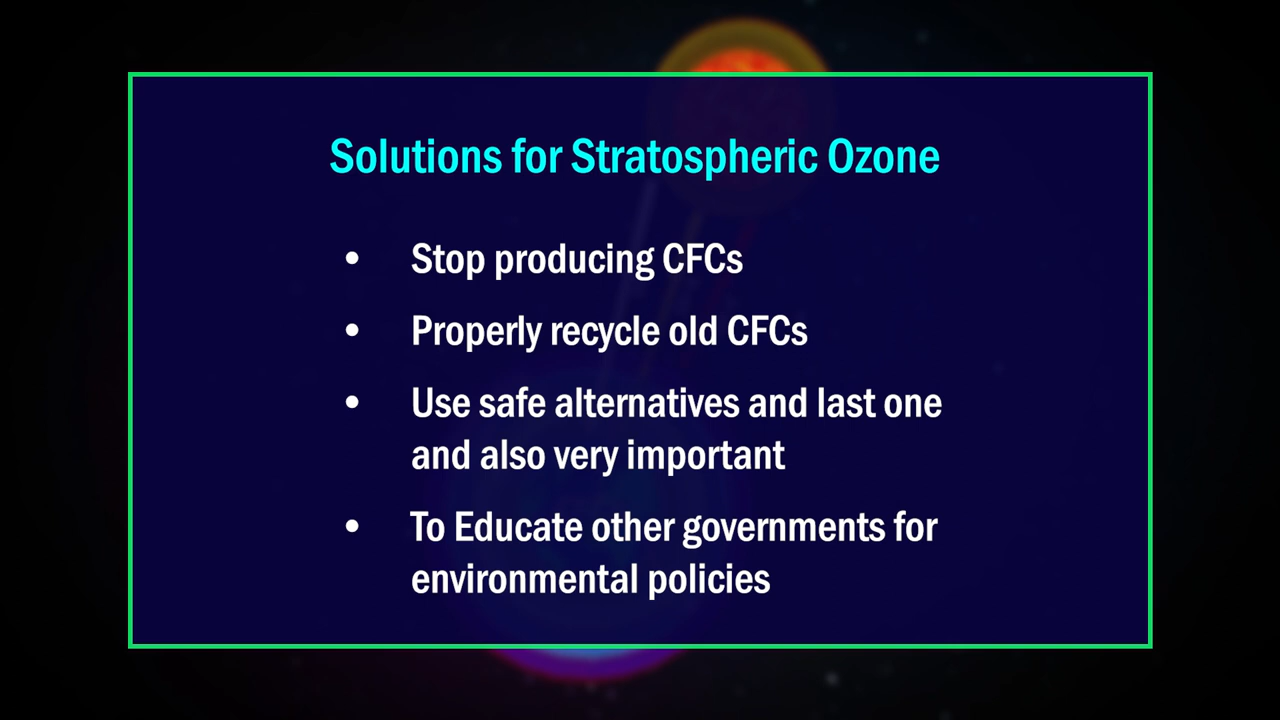 Solutions for Stratospheric Ozone
• Stop producing CFCs
• Properly recycle old CFCs
• Use safe alternatives and last one
and also very important
• To Educate other governments for
environmental policies